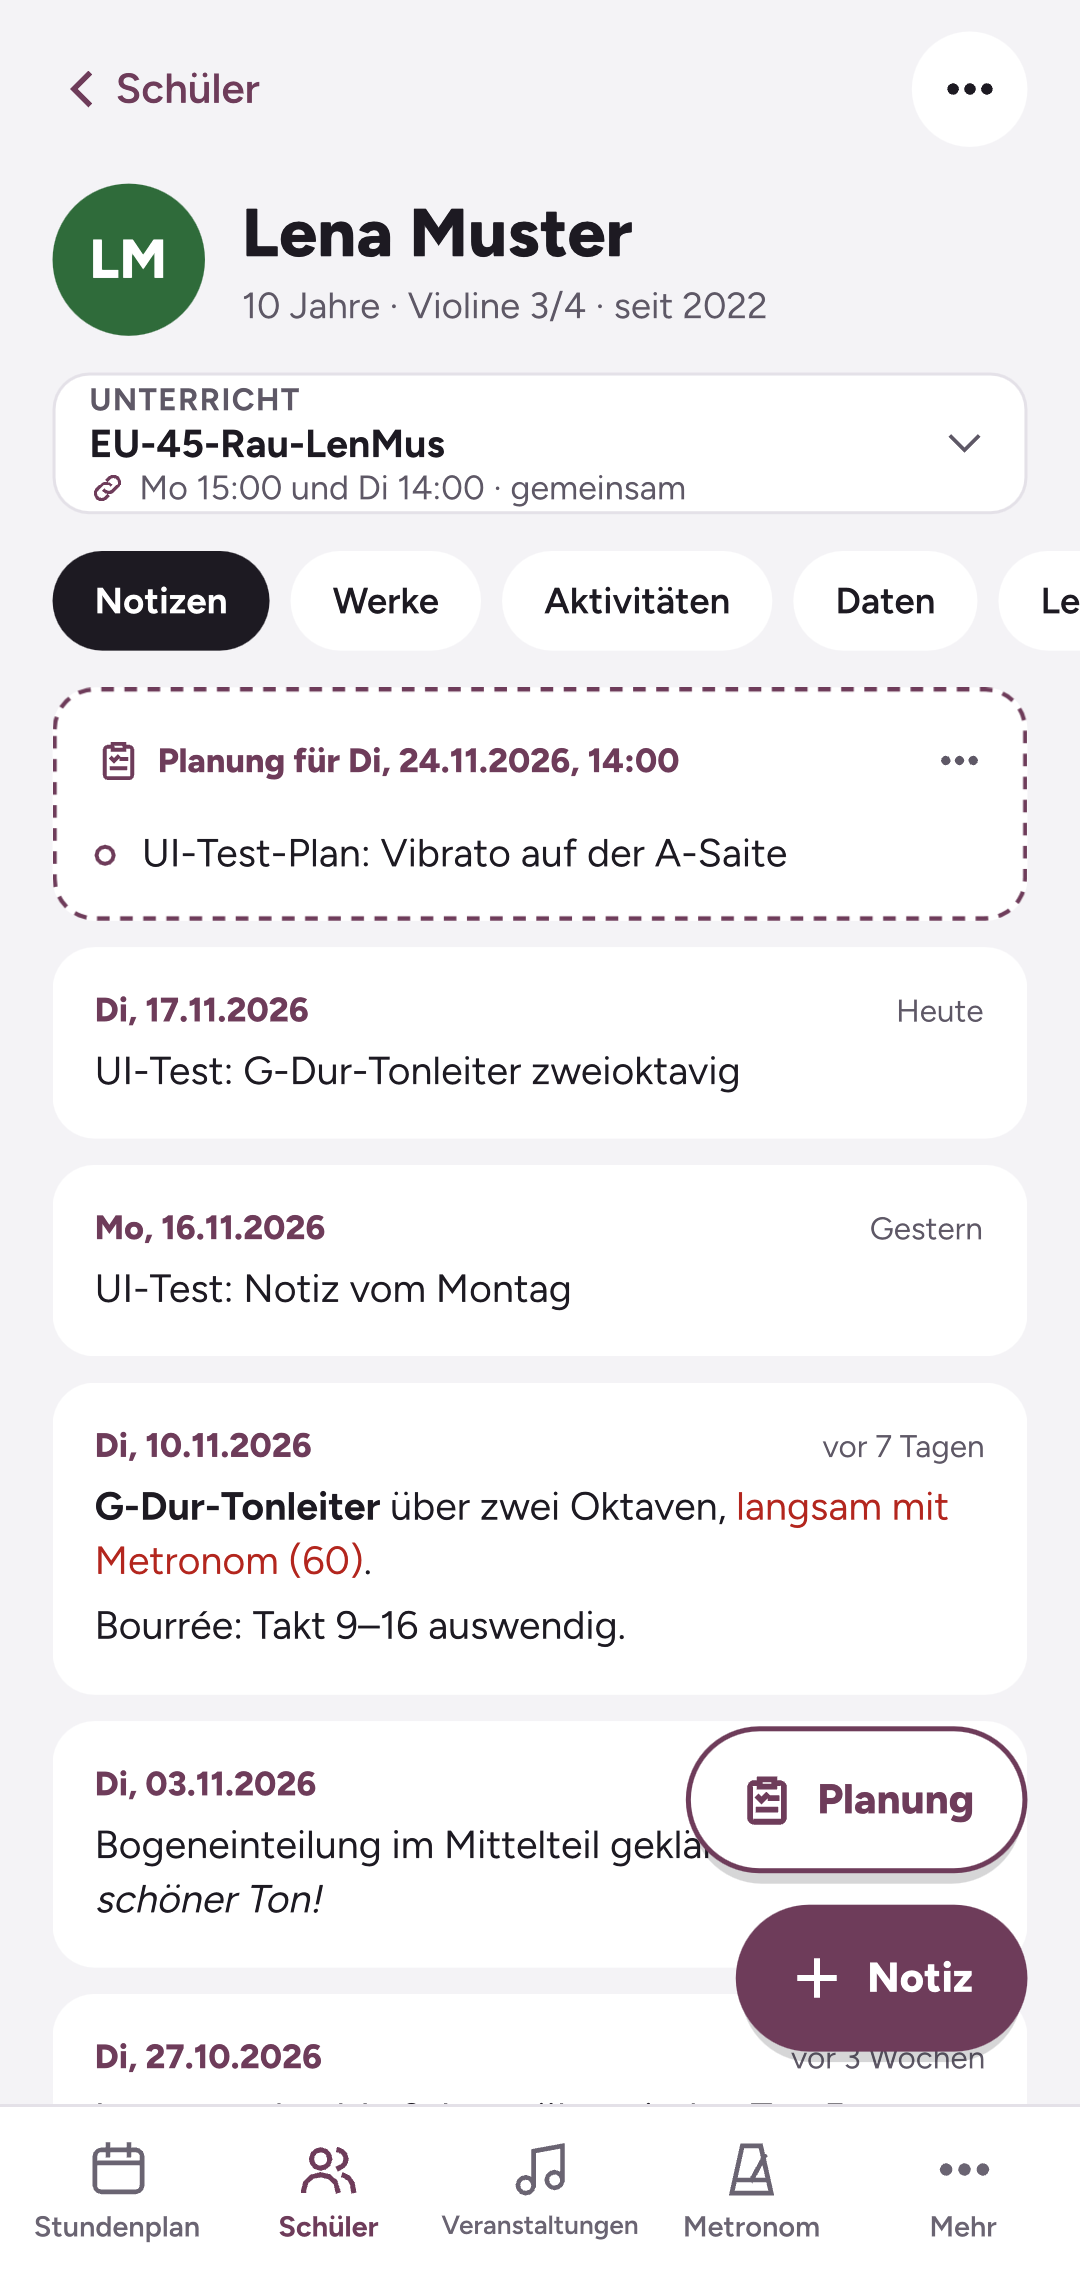 Schüler
LM
Lena Muster
10 Jahre · Violine 3/4 · seit 2022
UNTERRICHT
EU-45-Rau-LenMus
Mo 15:00 und Di 14:00 · gemeinsam
Notizen
Werke
Aktivitäten
Daten
Le
Planung für Di, 24.11.2026, 14:00
UI-Test-Plan: Vibrato auf der A-Saite
Di, 17.11.2026
Heute
UI-Test: G-Dur-Tonleiter zweioktavig
Mo, 16.11.2026
Gestern
UI-Test: Notiz vom Montag
Di, 10.11.2026
vor 7 Tagen
G-Dur-Tonleiter über zwei Oktaven, langsam mit
Metronom (60).
Bourrée: Takt 9–16 auswendig.
Di, 03.11.2026
Bogeneinteilung im Mittelteil
schöner Ton!
Planung
Notiz
Di, 27.10.2026
vor 3 Wochen
Stundenplan
Schüler
Veranstaltungen
Metronom
Mehr